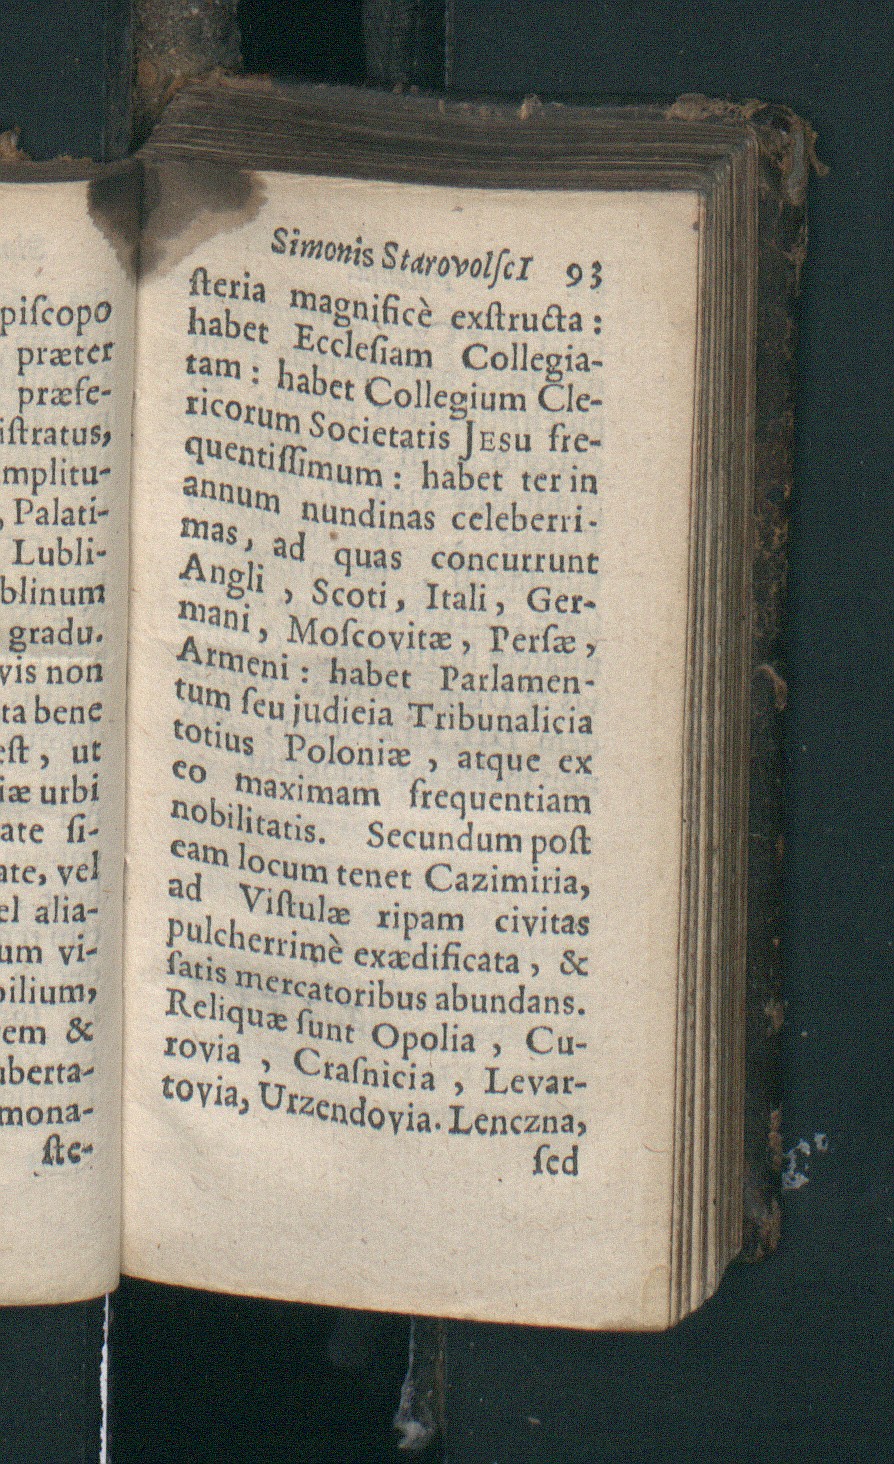 piſcopo
præter
præfe-
iſtratus,
mplitu-
, Palati-
Lubli-
blinum
gradu.
vis non
ta bene
eſt, ut
iæ urbi
ate ſi-
ate, vel
el alia-
um vi-
bilium,
rem &
uberta-
mona-
ſte-
Simonis StarovolſcI 93
ſteria magnificè exſtructa:
habet Eccleſiam Collegia-
tam: habet Collegium Cle-
ricorum Societatis JESU fre-
quentiſſimum: habet ter in
annum nundinas celeberri-
mas, ad quas concurrunt
Angli, Scoti, Itali, Ger-
mani, Moſcovitæ, Perſæ,
Armeni: habet Parlamen-
tum ſeu judieia Tribunalicia
totius Poloniæ, atque ex
eo maximam frequentiam
nobilitatis. Secundum poſt
eam locum tenet Cazimiria,
ad Viſtulæ ripam civitas
pulcherrimè exædificata, &
ſatis mercatoribus abundans.
Reliquæ ſunt Opolia, Cu-
rovia, Craſnicia, Levar-
tovia, Urzendovia. Lenczna,
ſed